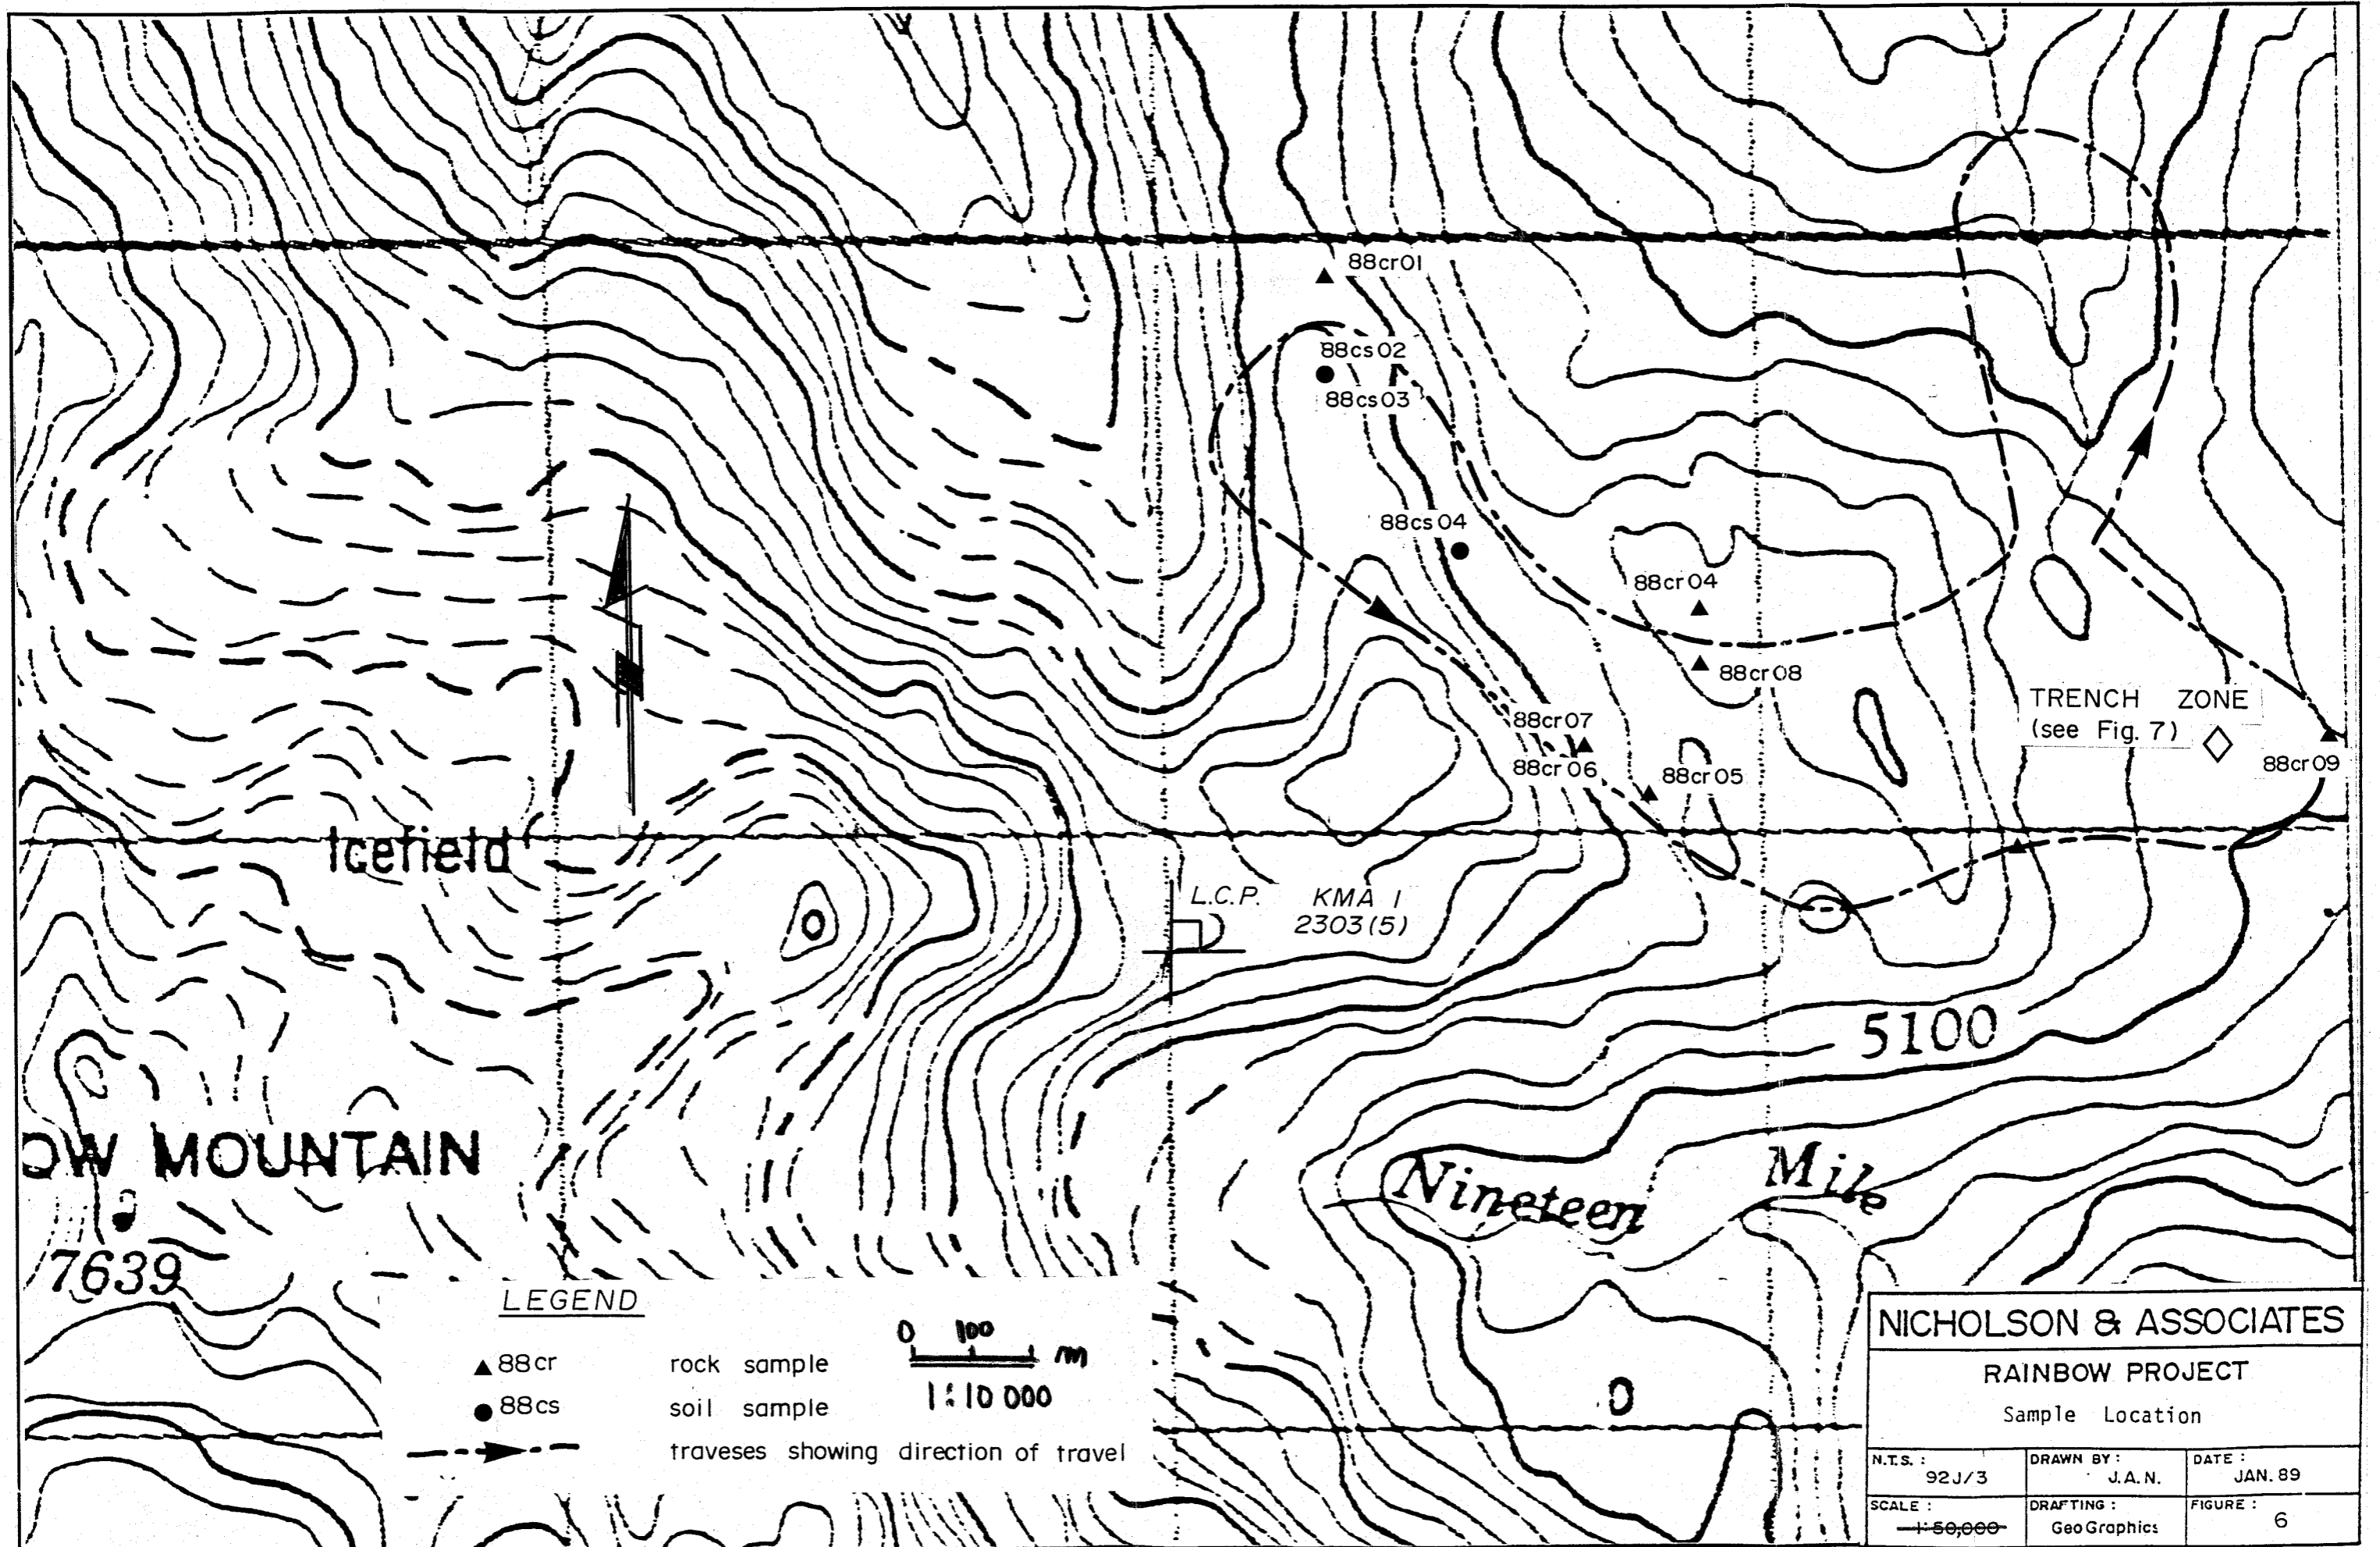 88cr01
88cs02
88cs03
88cs04
88cr04
88cr08
88cr07
88cr06
88cr05
TRENCH ZONE
(see Fig. 7)
88cr09
Icefield
L.C.P. KMA 1
2303(5)
5100
OW MOUNTAIN
7639
Nineteen Mile
LEGEND
88cr rock sample
88cs soil sample
traveses showing direction of travel
0 100 m
1:10 000
NICHOLSON & ASSOCIATES
RAINBOW PROJECT
Sample Location
N.T.S. : 92J/3
DRAWN BY : J.A.N.
DATE : JAN. 89
SCALE : 1:50,000
DRAFTING : GeoGraphics
FIGURE : 6